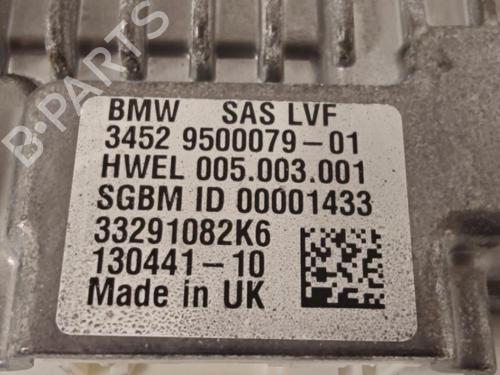 BMW SAS LVF
3452 9500079-01
HWEL 005.003.001
SGBM ID 00001433
33291082K6
130441-10
Made in UK